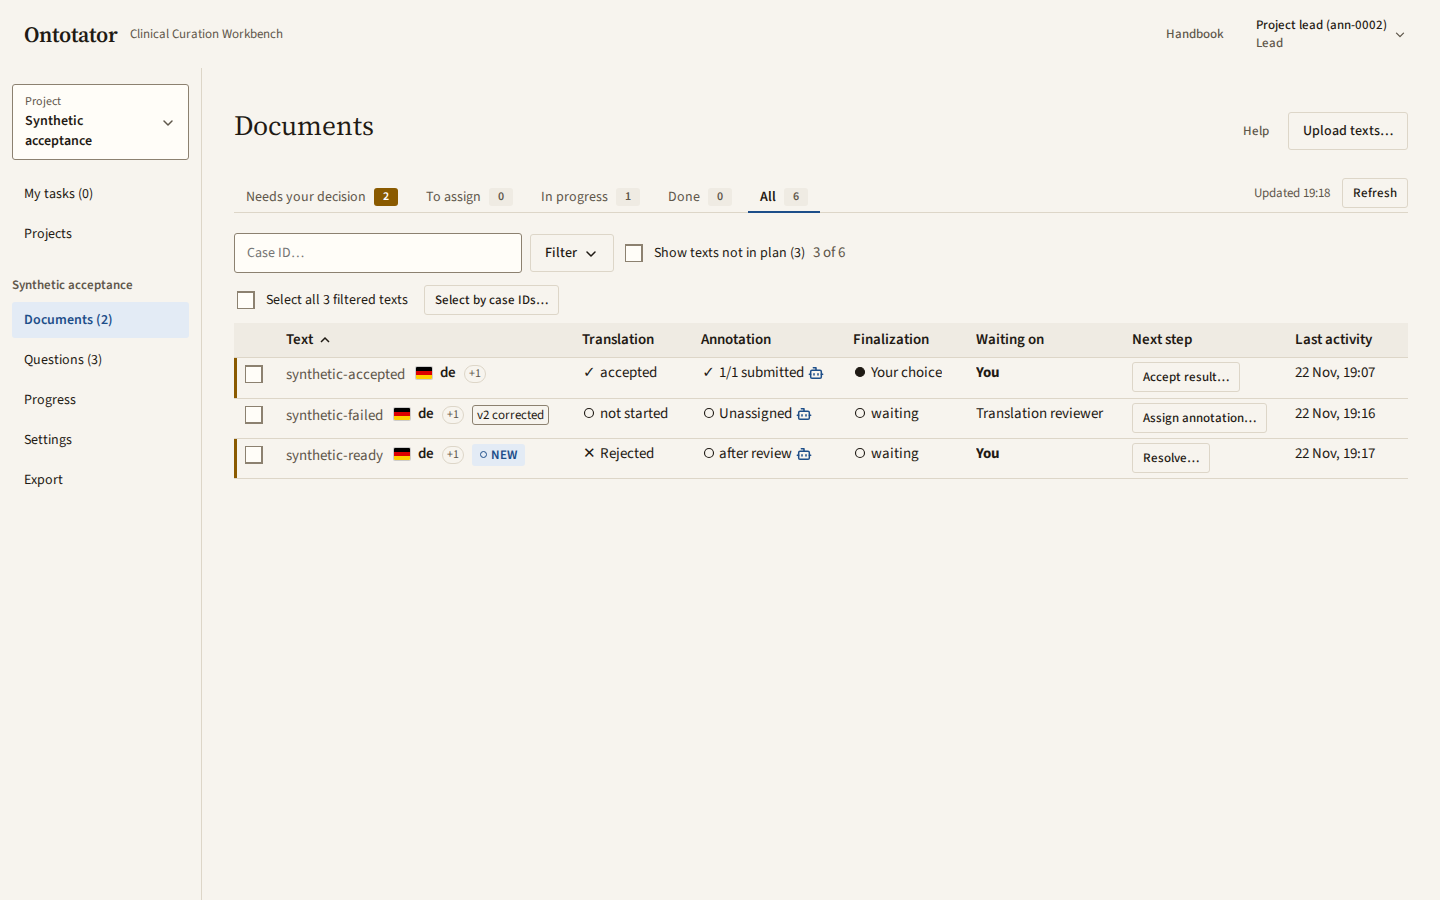 Ontotator Clinical Curation Workbench Handbook Project lead (ann-0002)
Lead
Project
Synthetic
acceptance
My tasks (0)
Projects
Synthetic acceptance
Documents (2)
Questions (3)
Progress
Settings
Export
Documents Help Upload texts…
Needs your decision 2 To assign 0 In progress 1 Done 0 All 6 Updated 19:18 Refresh
Case ID… Filter Show texts not in plan (3) 3 of 6
Select all 3 filtered texts Select by case IDs…
Text Translation Annotation Finalization Waiting on Next step Last activity
synthetic-accepted de +1 ✓ accepted ✓ 1/1 submitted Your choice You Accept result… 22 Nov, 19:07
synthetic-failed de +1 v2 corrected not started Unassigned waiting Translation reviewer Assign annotation… 22 Nov, 19:16
synthetic-ready de +1 NEW ✕ Rejected after review waiting You Resolve… 22 Nov, 19:17